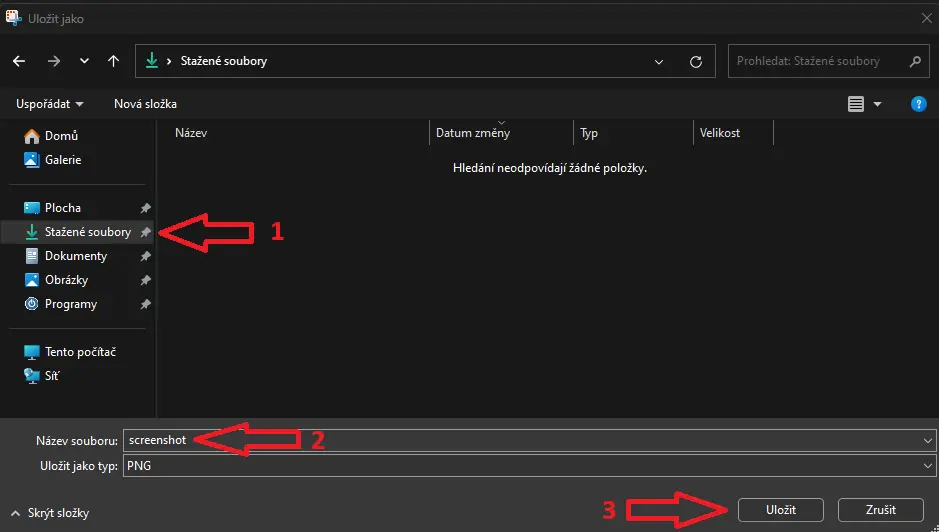 Uložit jako
Stažené soubory
Prohledat: Stažené soubory
Uspořádat
Nová složka
?
Domů
Galerie
Plocha
Stažené soubory
Dokumenty
Obrázky
Programy
Tento počítač
Síť
Název
Datum změny
Typ
Velikost
Hledání neodpovídají žádné položky.
1
Název souboru: screenshot
2
Uložit jako typ: PNG
Skrýt složky
3
Uložit
Zrušit